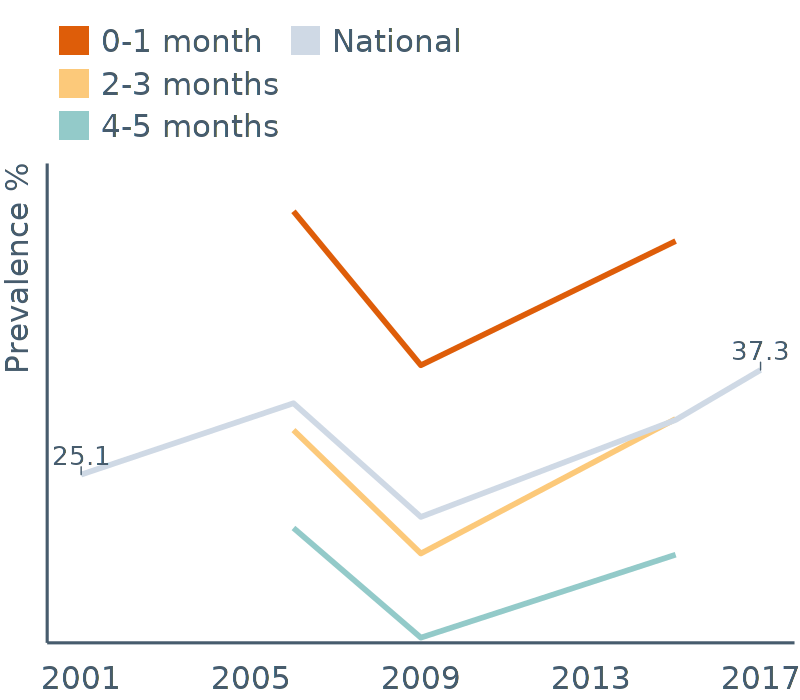 0-1 month
National
2-3 months
4-5 months
Prevalence %
37.3
25.1
2001 2005 2009 2013 2017